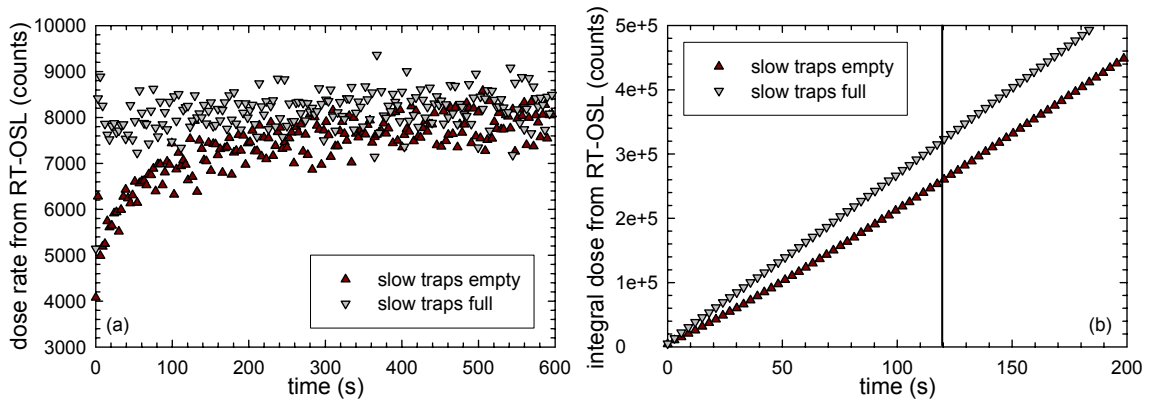 dose rate from RT-OSL (counts)
10000
9000
8000
7000
6000
5000
4000
3000
slow traps empty
slow traps full
(a)
0 100 200 300 400 500 600
time (s)
integral dose from RT-OSL (counts)
5e+5
4e+5
3e+5
2e+5
1e+5
0
slow traps empty
slow traps full
(b)
0 50 100 150 200
time (s)